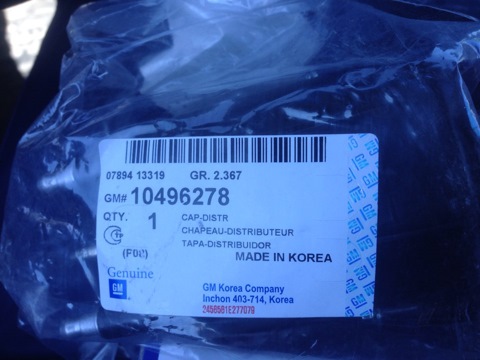 07894 13319 GR. 2.367
GM# 10496278
QTY. 1 CAP-DISTR
CHAPEAU-DISTRIBUTEUR
TAPA-DISTRIBUIDOR
(F02) MADE IN KOREA
Genuine
GM
GM Korea Company
Inchon 403-714, Korea